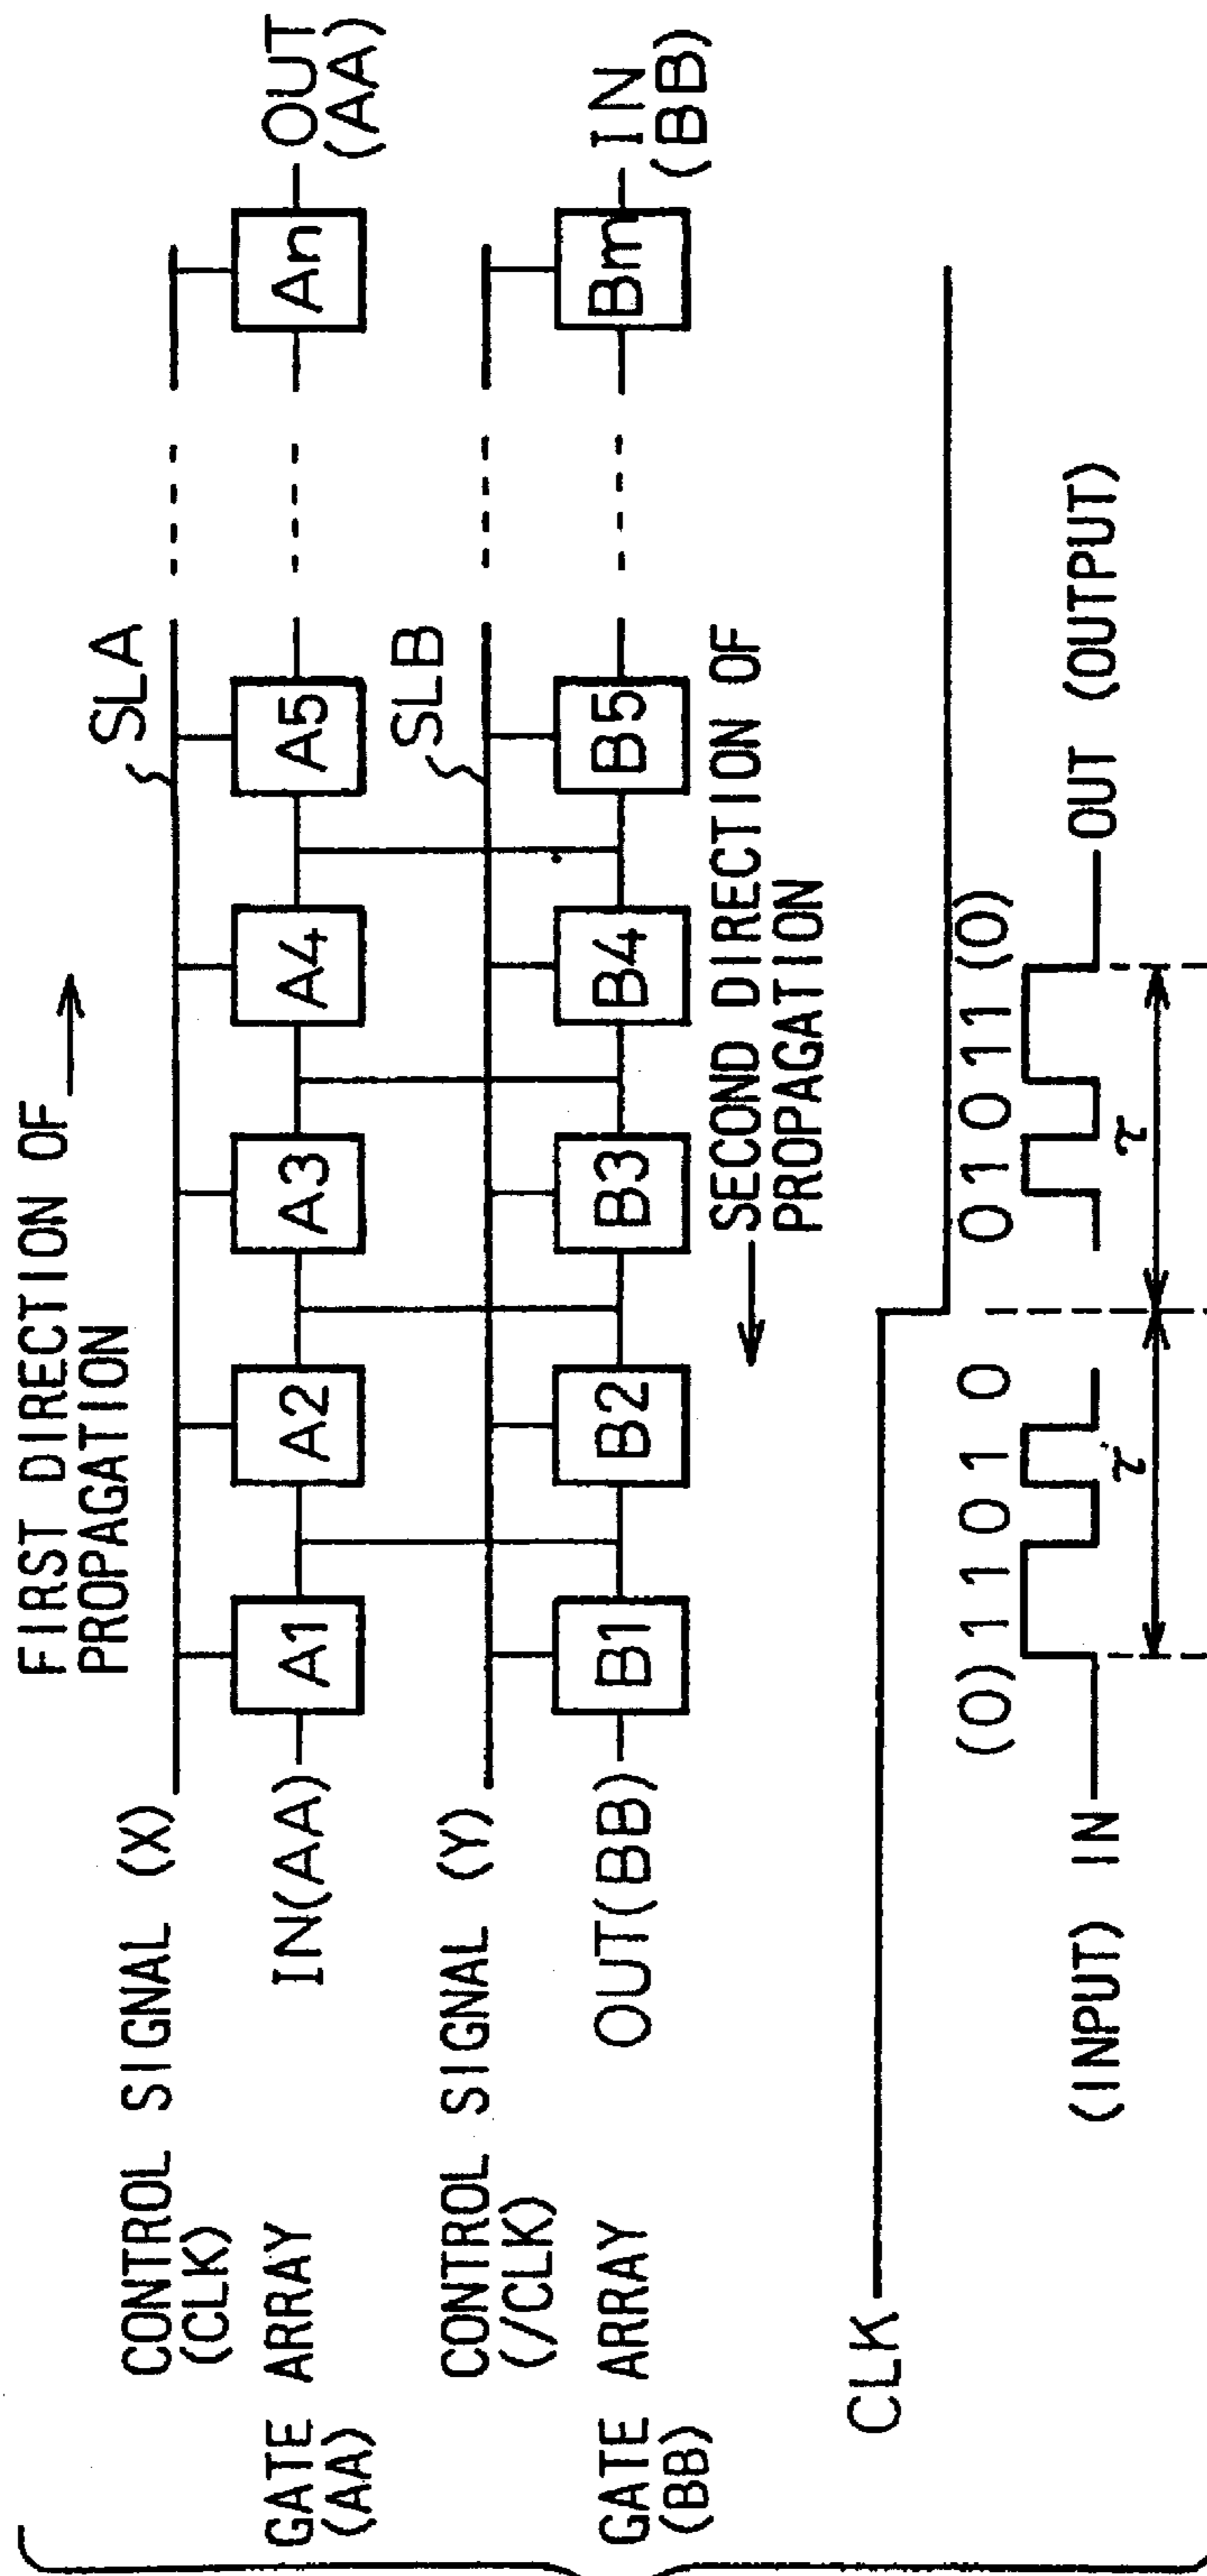 FIRST DIRECTION OF
PROPAGATION
CONTROL SIGNAL (X)
(CLK)
SLA
GATE ARRAY
(AA)
IN(AA)
A1
A2
A3
A4
A5
An
OUT
(AA)
CONTROL SIGNAL (Y)
(/CLK)
SLB
GATE ARRAY
(BB)
OUT(BB)
B1
B2
B3
B4
B5
Bm
IN
(BB)
SECOND DIRECTION OF
PROPAGATION
CLK
(0) 1 1 0 1 0
0 1 0 1 1 (0)
(INPUT) IN
OUT (OUTPUT)
τ
τ